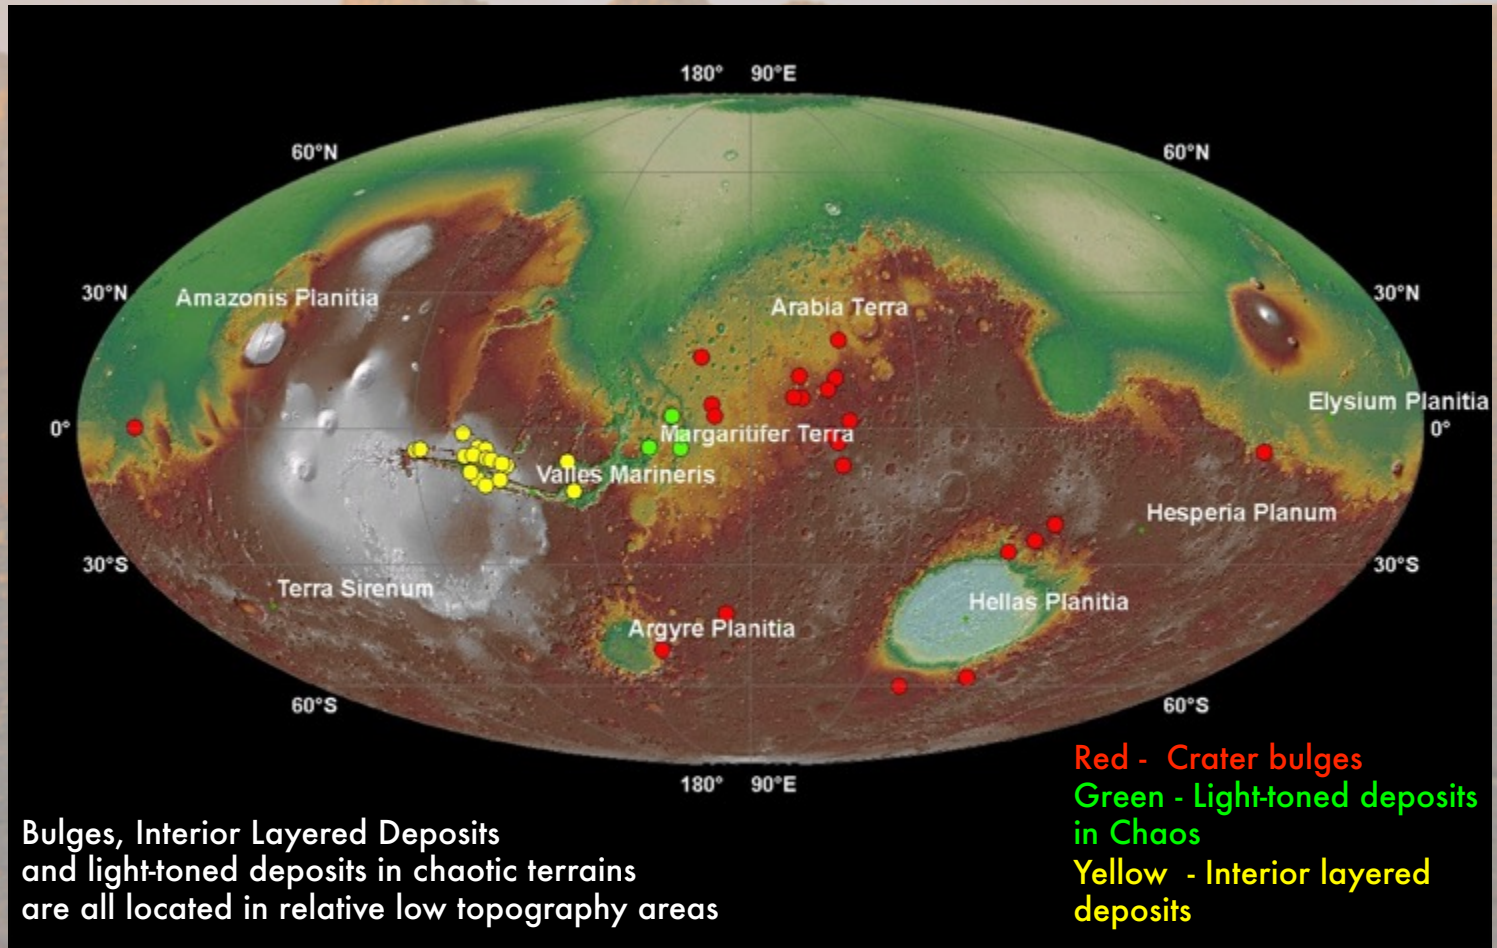 180° 90°E
60°N 60°N
30°N 30°N
Amazonis Planitia
Arabia Terra
Elysium Planitia
0° 0°
Margaritifer Terra
Valles Marineris
Hesperia Planum
30°S 30°S
Terra Sirenum
Hellas Planitia
Argyre Planitia
60°S 60°S
180° 90°E
Red - Crater bulges
Green - Light-toned deposits
in Chaos
Yellow - Interior layered
deposits
Bulges, Interior Layered Deposits
and light-toned deposits in chaotic terrains
are all located in relative low topography areas